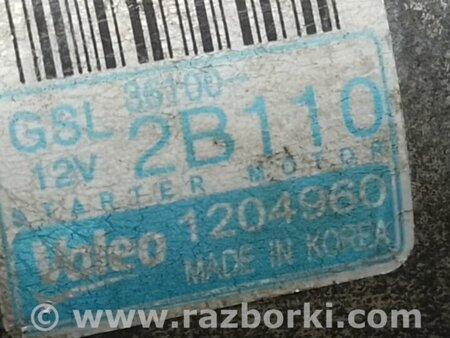 36100-
GSL 2B110
12V
STARTER MOTOR
Valeo 1204960
MADE IN KOREA
© www.razborki.com